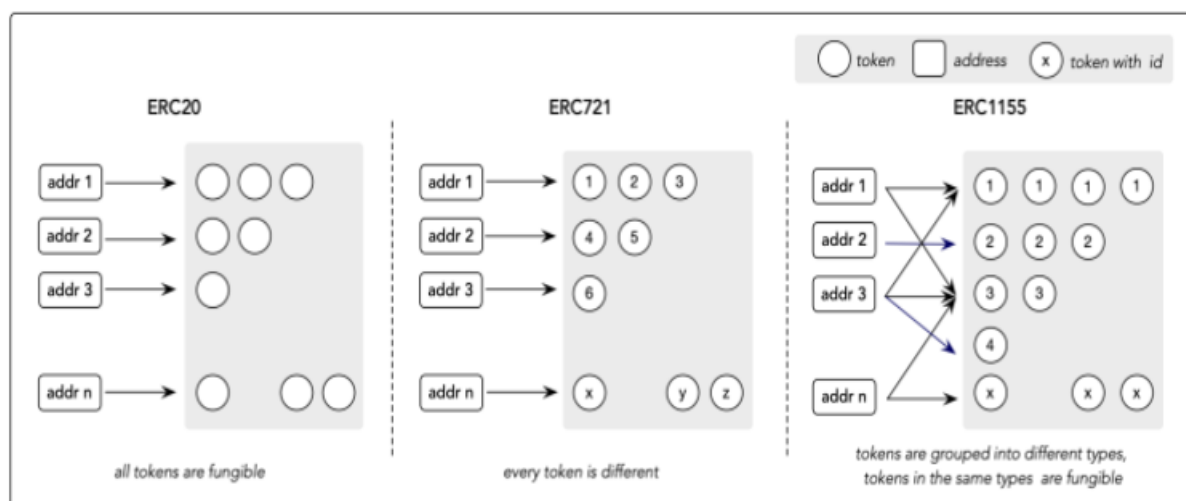 token address x token with id
ERC20 ERC721 ERC1155
addr 1 addr 1 1 2 3 addr 1 1 1 1 1
addr 2 addr 2 4 5 addr 2 2 2 2
addr 3 addr 3 6 addr 3 3 3
4
addr n addr n x y z addr n x x x
all tokens are fungible every token is different tokens are grouped into different types,
tokens in the same types are fungible